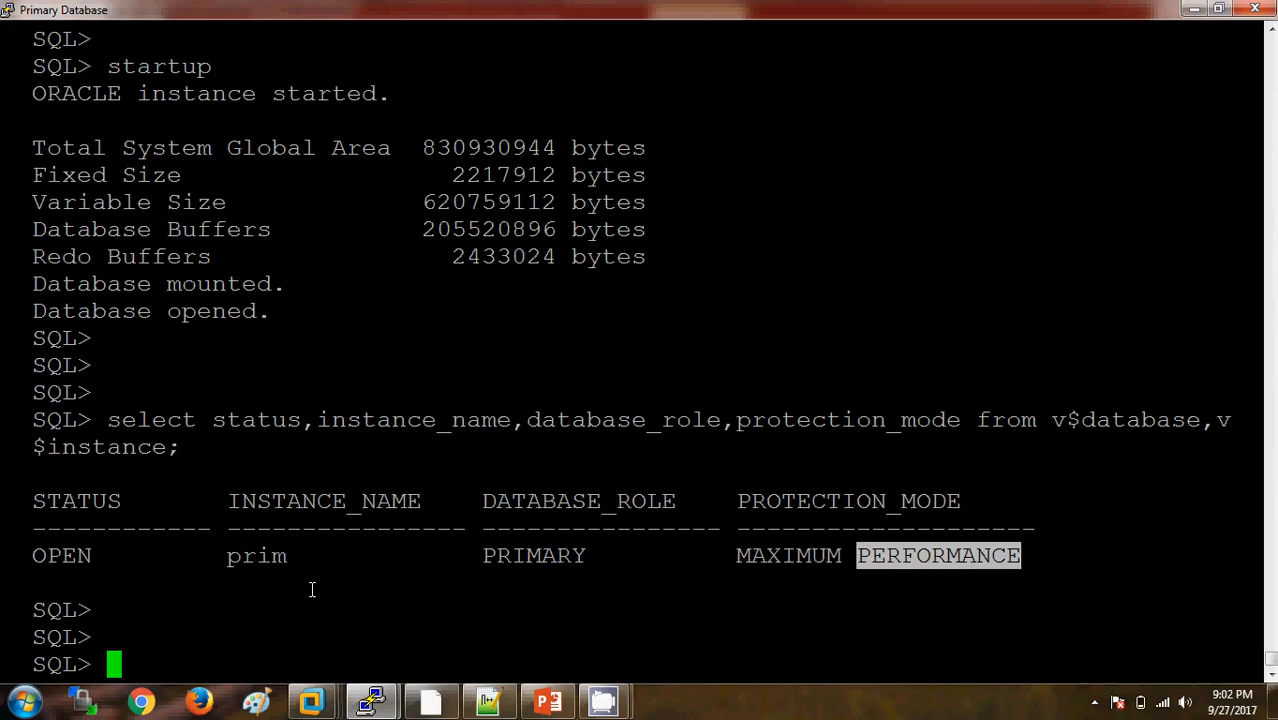 Primary Database
SQL>
SQL> startup
ORACLE instance started.
Total System Global Area  830930944 bytes
Fixed Size                  2217912 bytes
Variable Size             620759112 bytes
Database Buffers          205520896 bytes
Redo Buffers                2433024 bytes
Database mounted.
Database opened.
SQL>
SQL>
SQL>
SQL> select status,instance_name,database_role,protection_mode from v$database,v
$instance;
STATUS       INSTANCE_NAME    DATABASE_ROLE    PROTECTION_MODE
------------ ---------------- ---------------- --------------------
OPEN         prim             PRIMARY          MAXIMUM PERFORMANCE
SQL>
SQL>
SQL>
9:02 PM
9/27/2017